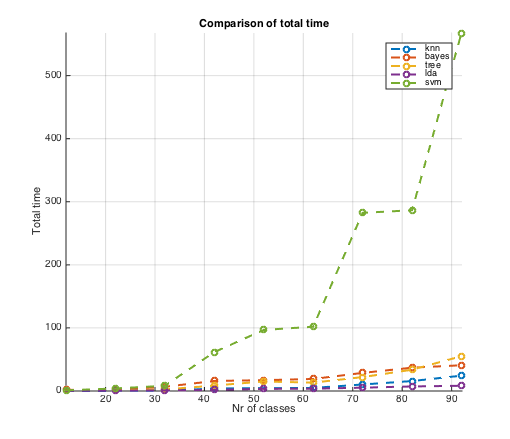 Comparison of total time
knn
bayes
tree
lda
svm
500
400
300
200
100
0
Total time
20 30 40 50 60 70 80 90
Nr of classes